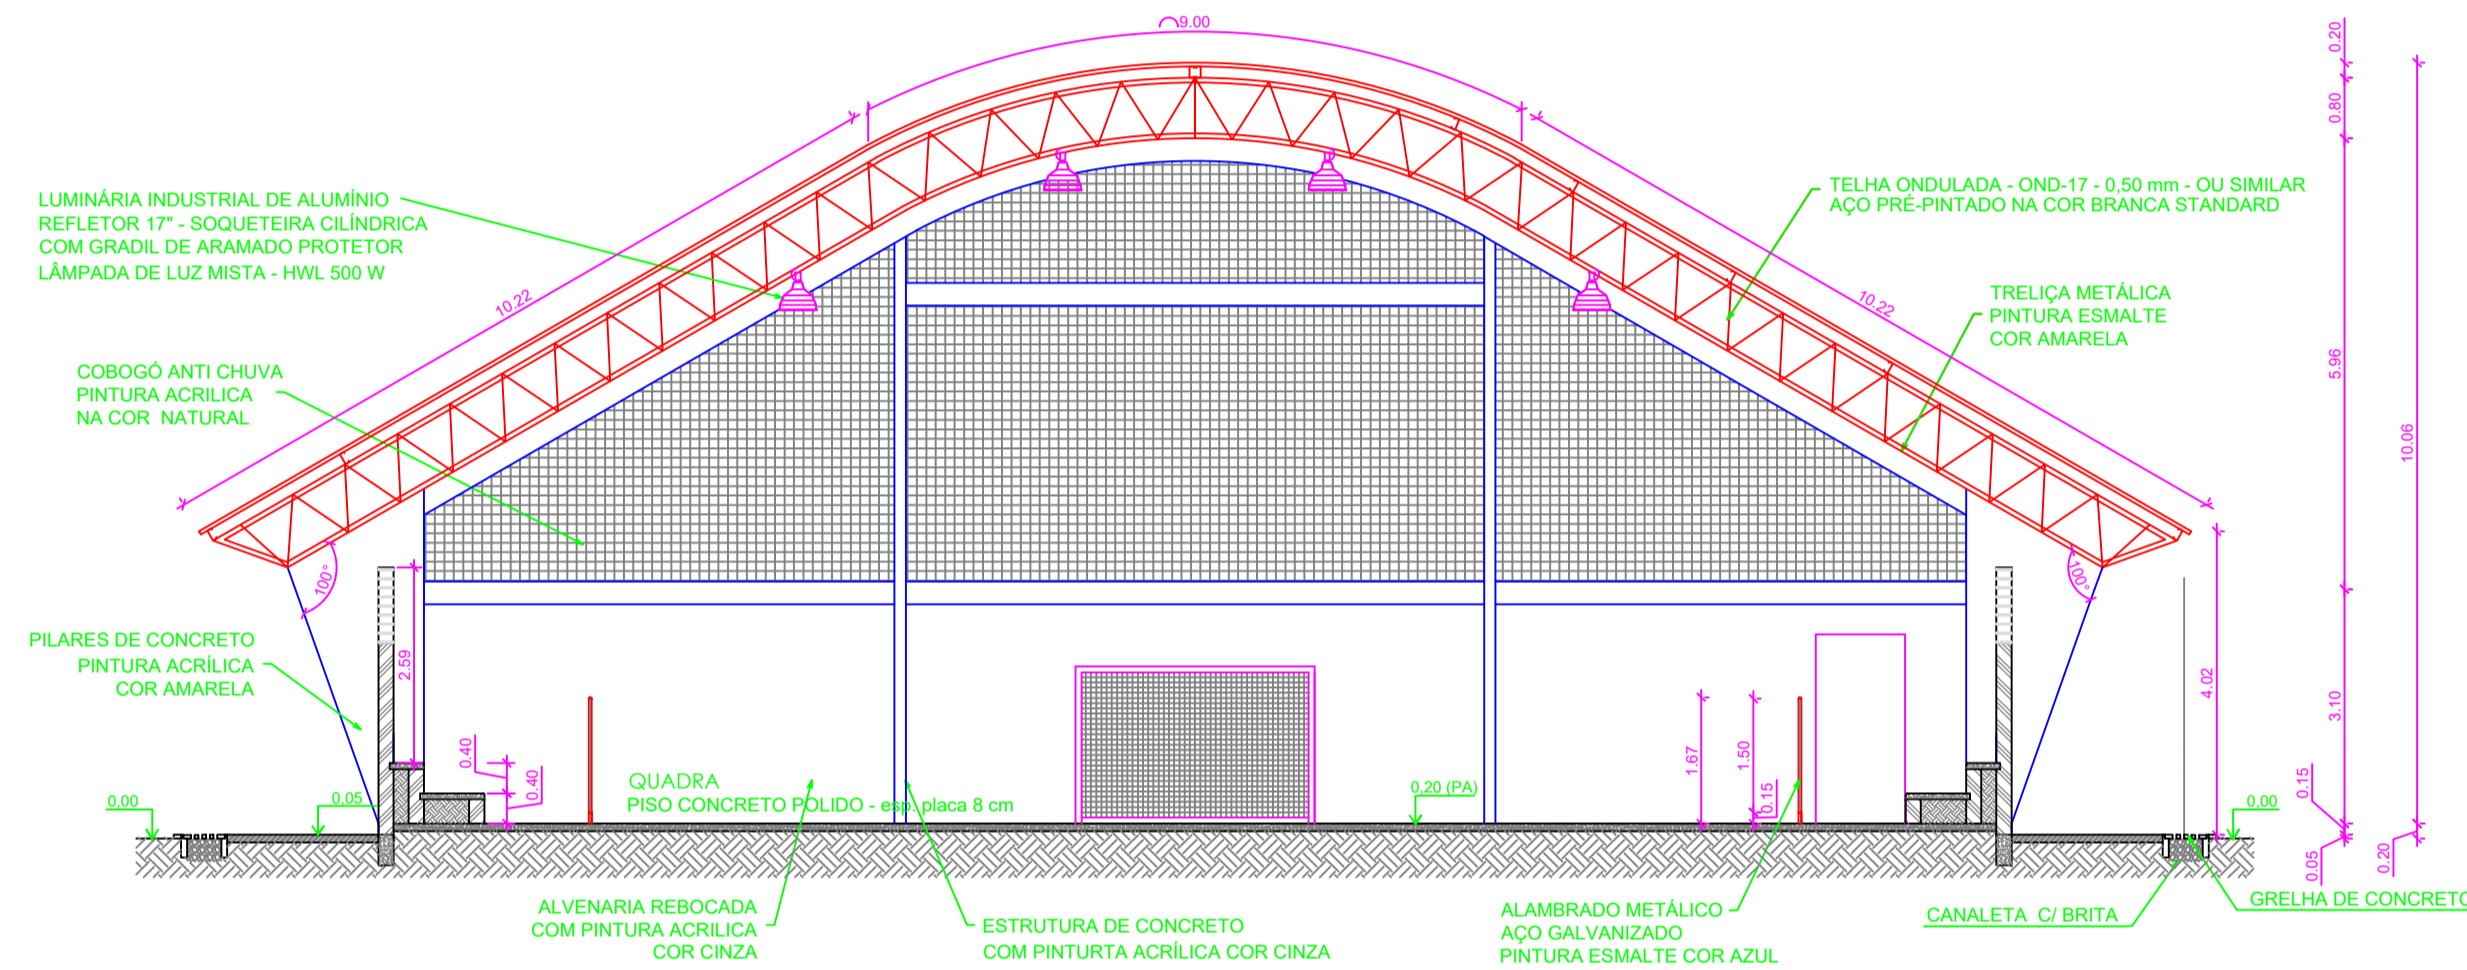 9.00
0.20
0.80
10.22
10.22
5.96
10.06
LUMINÁRIA INDUSTRIAL DE ALUMÍNIO
REFLETOR 17" - SOQUETEIRA CILÍNDRICA
COM GRADIL DE ARAMADO PROTETOR
LÂMPADA DE LUZ MISTA - HWL 500 W
TELHA ONDULADA - OND-17 - 0,50 mm - OU SIMILAR
AÇO PRÉ-PINTADO NA COR BRANCA STANDARD
TRELIÇA METÁLICA
PINTURA ESMALTE
COR AMARELA
COBOGÓ ANTI CHUVA
PINTURA ACRILICA
NA COR NATURAL
100°
100°
PILARES DE CONCRETO
PINTURA ACRÍLICA
COR AMARELA
2.59
4.02
3.10
0.40
0.40
QUADRA
PISO CONCRETO POLIDO - esp. placa 8 cm
0,20 (PA)
1.67
1.50
0.15
0.15
0,00
0,05
0,00
0.05
0.20
ALVENARIA REBOCADA
COM PINTURA ACRILICA
COR CINZA
ESTRUTURA DE CONCRETO
COM PINTURTA ACRÍLICA COR CINZA
ALAMBRADO METÁLICO
AÇO GALVANIZADO
PINTURA ESMALTE COR AZUL
CANALETA C/ BRITA
GRELHA DE CONCRETO